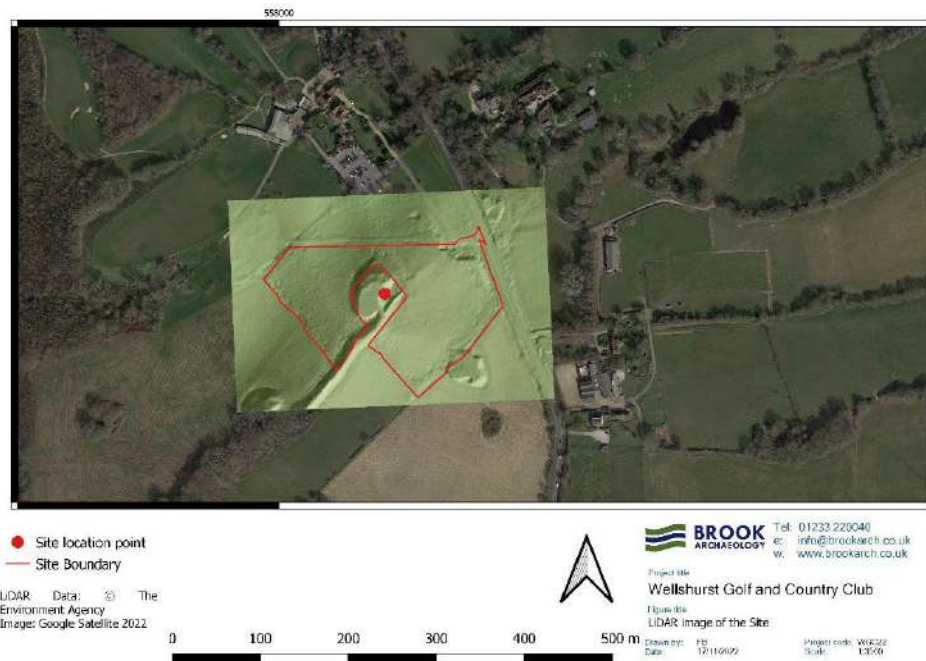 558000
Site location point
Site Boundary
LiDAR Data: © The
Environment Agency
Image: Google Satellite 2022
0 100 200 300 400 500 m
BROOK
ARCHAEOLOGY
Tel: 01233 220040
e: info@brookarch.co.uk
w: www.brookarch.co.uk
Project title
Wellshurst Golf and Country Club
Figure title
LiDAR image of the Site
Drawn by: FB
Project code: WGC22
Date: 17/11/2022
Scale: